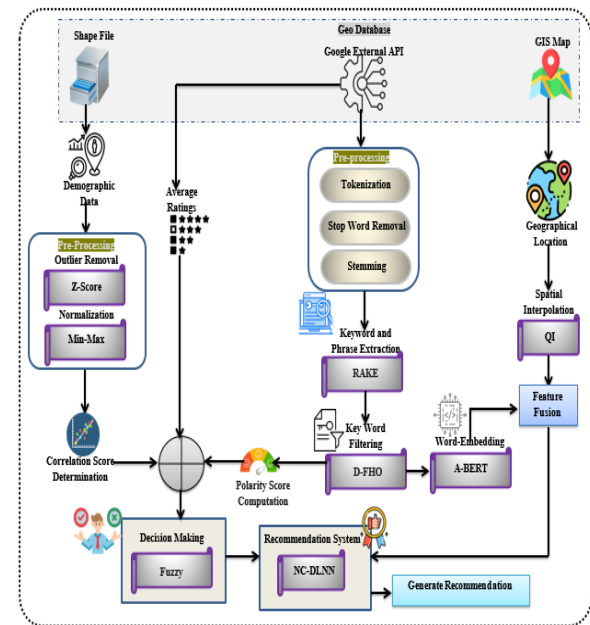 Geo Database
Shape File
Google External API
GIS Map
Demographic
Data
Average
Ratings
Pre-processing
Tokenization
Stop Word Removal
Stemming
Geographical
Location
Pre-Processing
Outlier Removal
Z-Score
Normalization
Min-Max
Spatial
Interpolation
QI
Keyword and
Phrase Extraction
RAKE
Feature
Fusion
Key Word
Filtering
D-FHO
Word-Embedding
A-BERT
Correlation Score
Determination
Polarity Score
Computation
Decision Making
Fuzzy
Recommendation System
NC-DLNN
Generate Recommendation